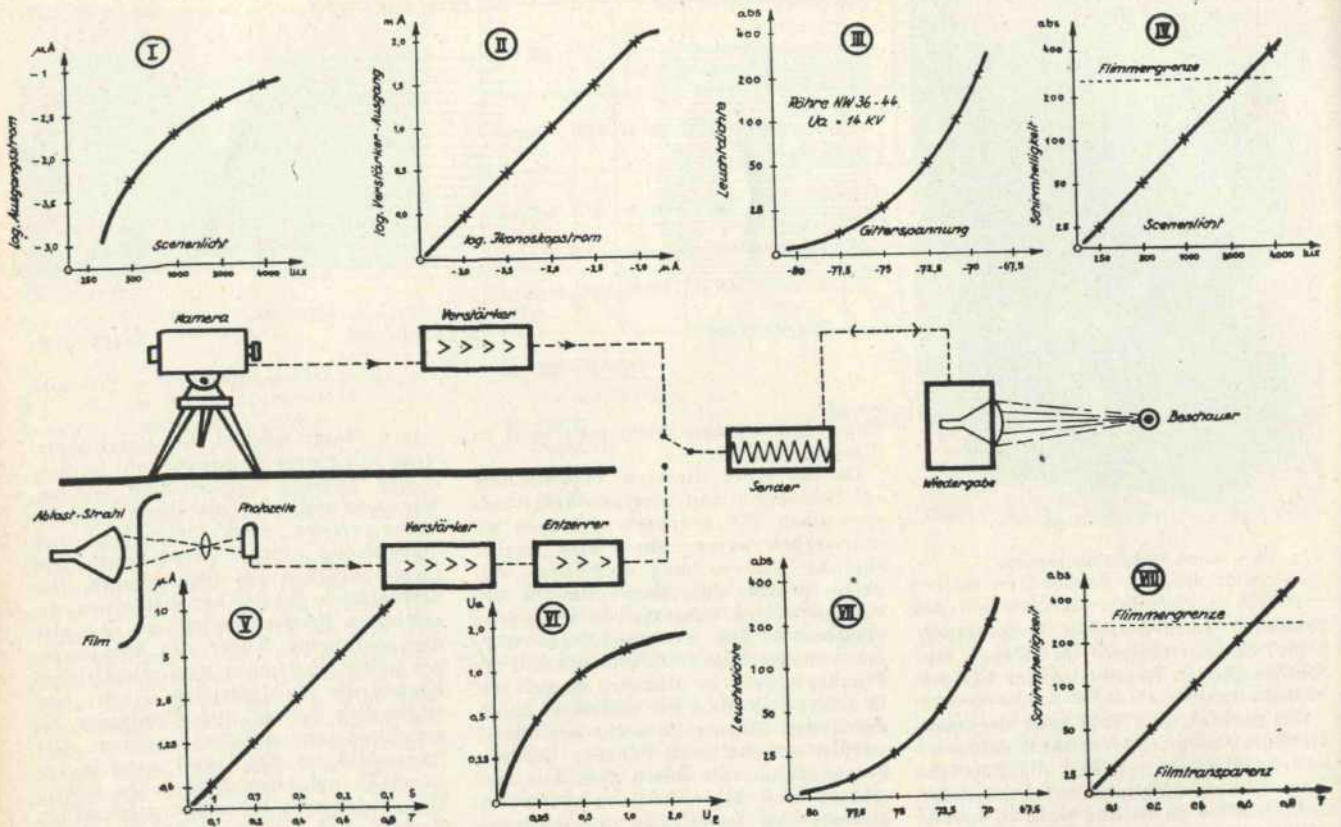 I
µA
-1
-1,5
-2,0
-2,5
-3,0
log. Ausgangsstrom
Scenenlicht
250
500
1000
2000
4000
Lux
II
mA
2,0
1,5
1,0
0,5
0,0
log. Verstärker-Ausgang
log. Ikonoskopstrom
µA
III
abs
400
200
100
50
25
Leuchtdichte
Röhre NW 36-44
Ua = 14 KV
Gitterspannung
-80
-77,5
-75
-72,5
-70
-67,5
IV
abs
400
200
100
50
25
Schirmhelligkeit
Flimmergrenze
Scenenlicht
250
500
1000
2000
4000
Lux
Kamera
Verstärker
> > > >
Sender
Wiedergabe
Beschauer
Abtast-Strahl
Film
Photozelle
Verstärker
> > > >
Entzerrer
> > >
V
µA
10
5
2,5
1,25
S
T
VI
Ua
2,0
1,0
0,5
0,25
0,25
0,5
1,0
2,0
UE
VII
abs
400
200
100
50
25
Leuchtdichte
80
77,5
75
72,5
70
67,5
VIII
abs
400
200
100
50
25
Schirmhelligkeit
Flimmergrenze
Filmtransparenz
0,1
0,2
0,4
0,6
0,8
T